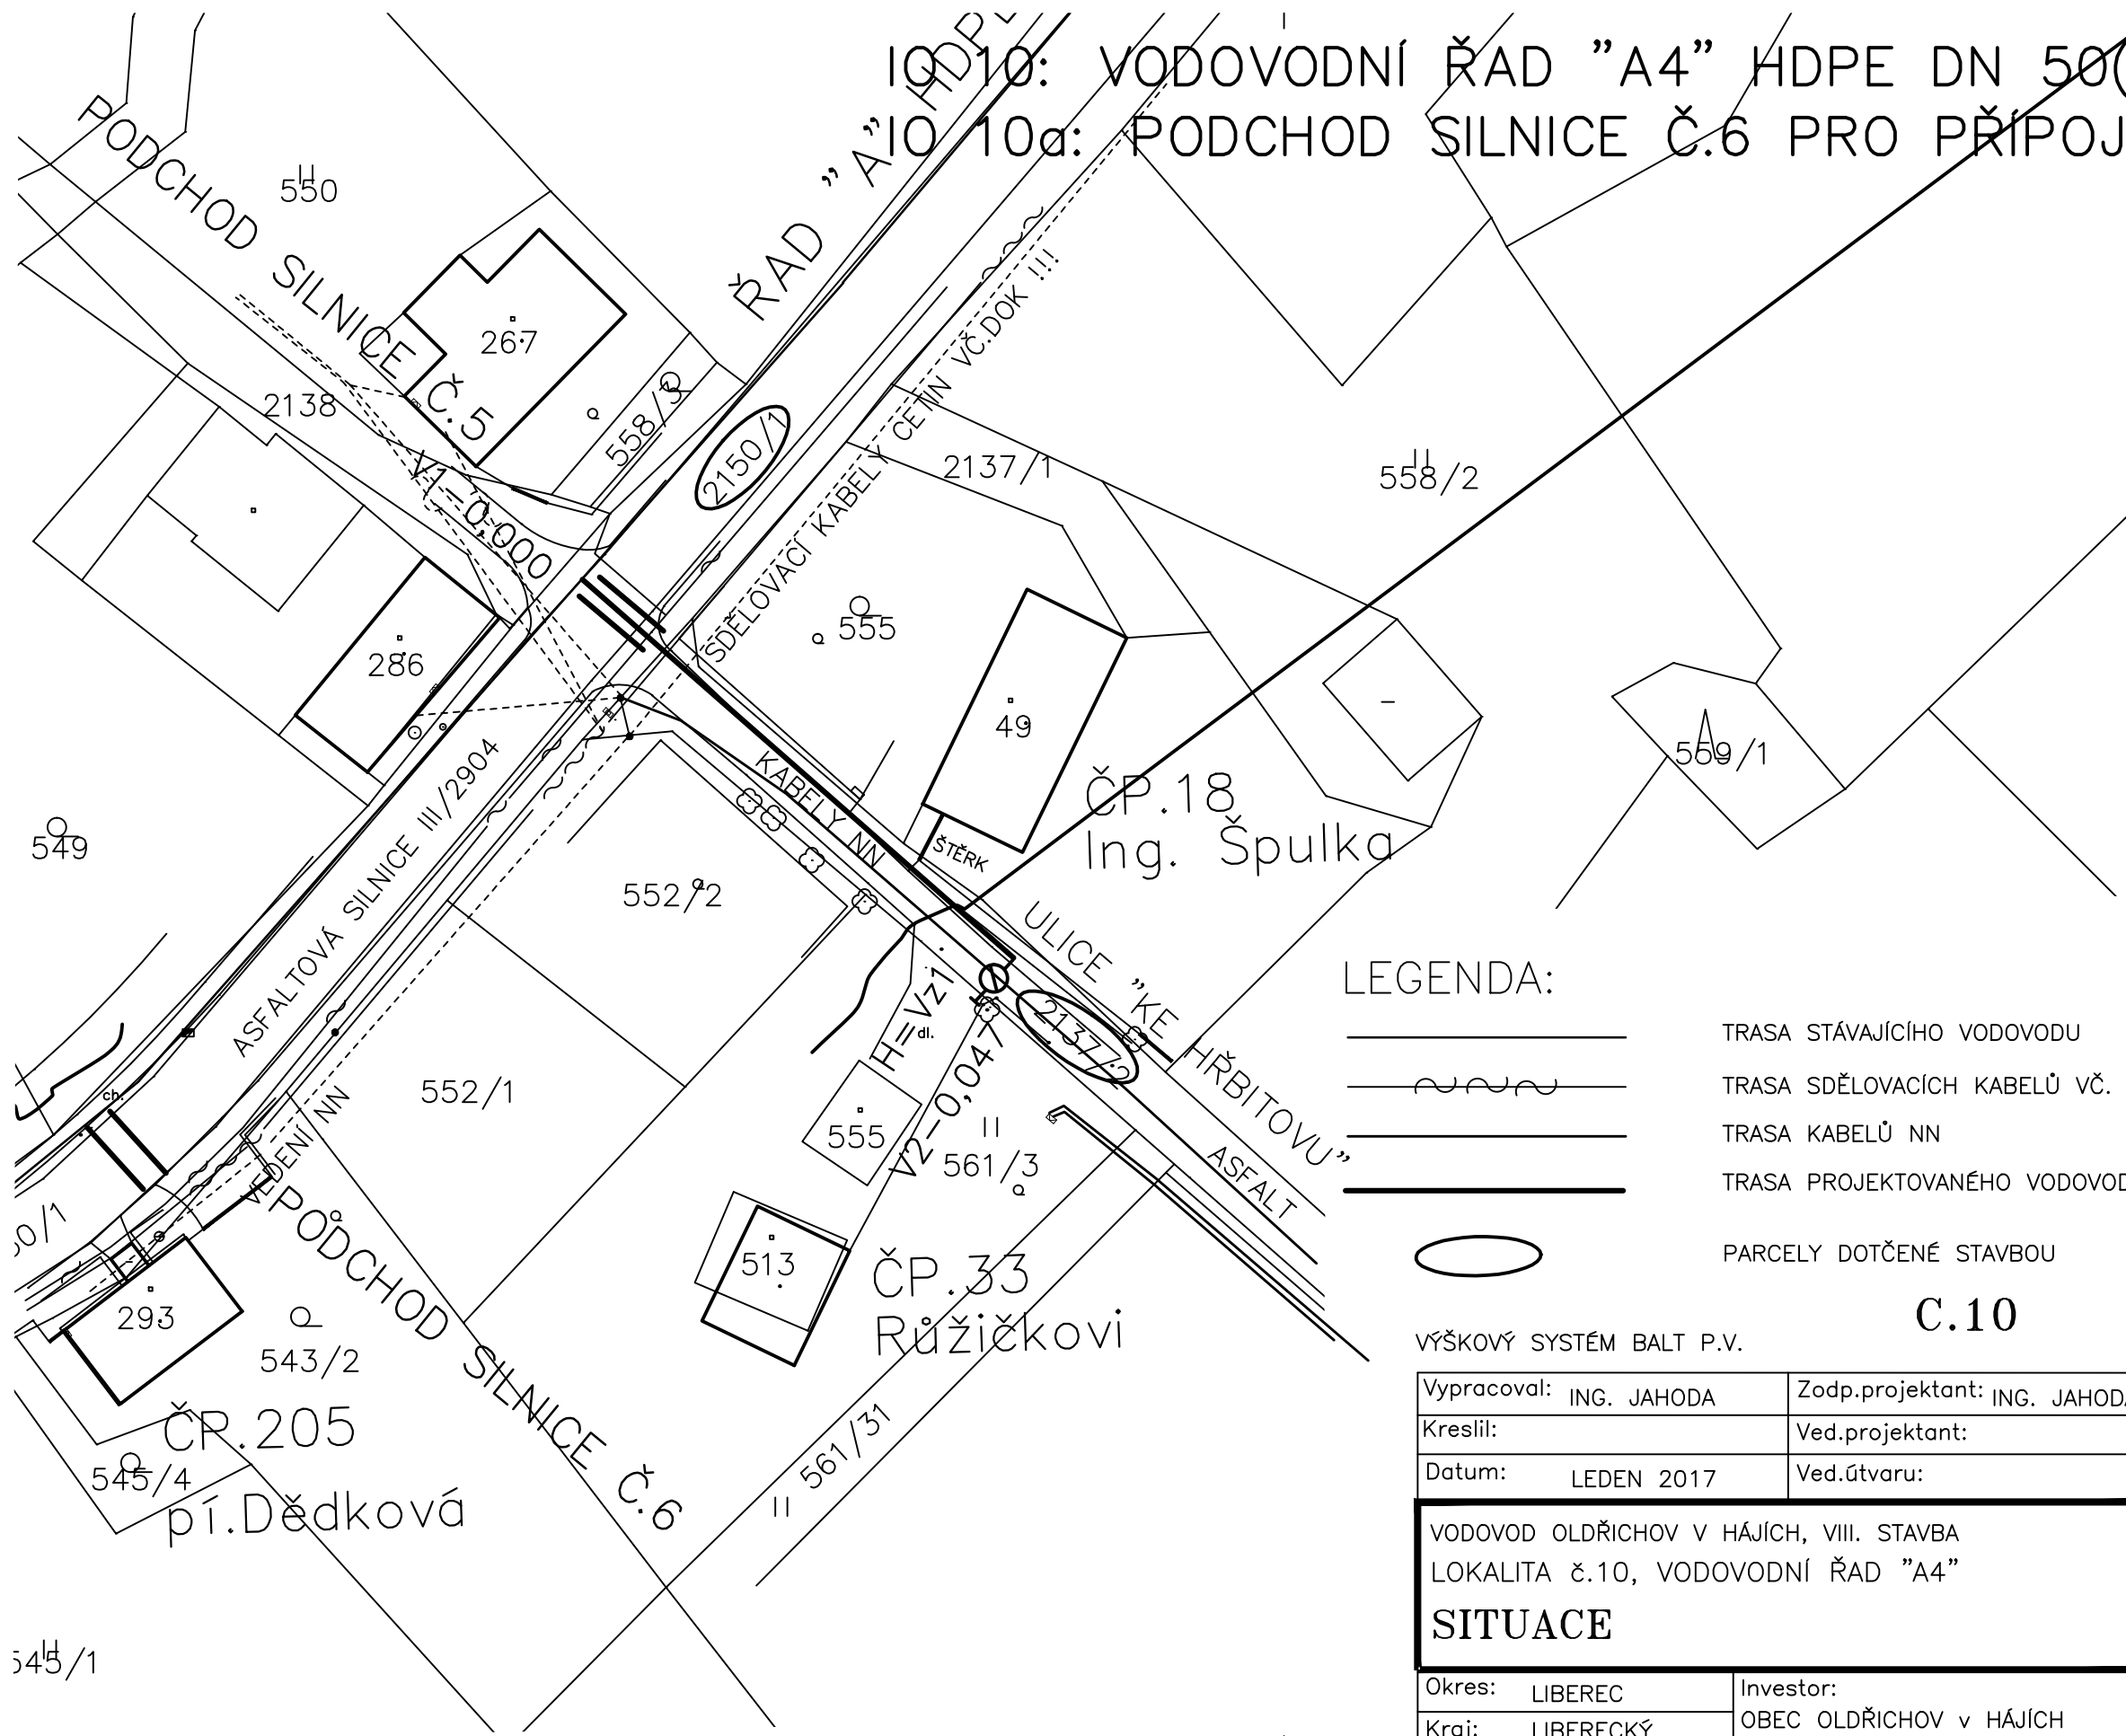 IO 10: VODOVODNÍ ŘAD "A4" HDPE DN 50(
IO 10a: PODCHOD SILNICE Č.6 PRO PŘÍPOJ
PODCHOD SILNICE Č.5
ŘAD "A" HDPE
550
267
2138
558/3
2150/1
V1-0,000
SDĚLOVACÍ KABELY CETIN VČ.DOK !!!
2137/1
558/2
555
286
49
559/1
549
ASFALTOVÁ SILNICE III/2904
KABELY NN
ŠTĚRK
ČP.18
Ing. Špulka
552/2
ULICE "KE HŘBITOVU"
2137/2
H=Vzi
dl.
V2-0,047
552/1
555
561/3
ASFALT
ch.
VEDENÍ NN
50/1
PODCHOD SILNICE Č.6
513
ČP.33
Růžičkovi
293
543/2
ČP.205
545/4
pí.Dědková
561/31
545/1
LEGENDA:
TRASA STÁVAJÍCÍHO VODOVODU
TRASA SDĚLOVACÍCH KABELŮ VČ.
TRASA KABELŮ NN
TRASA PROJEKTOVANÉHO VODOVOD
PARCELY DOTČENÉ STAVBOU
C.10
VÝŠKOVÝ SYSTÉM BALT P.V.
Vypracoval: ING. JAHODA Zodp.projektant: ING. JAHODA
Kreslil: Ved.projektant:
Datum: LEDEN 2017 Ved.útvaru:
VODOVOD OLDŘICHOV V HÁJÍCH, VIII. STAVBA
LOKALITA č.10, VODOVODNÍ ŘAD "A4"
SITUACE
Okres: LIBEREC Investor:
Kraj: LIBERECKÝ OBEC OLDŘICHOV v HÁJÍCH